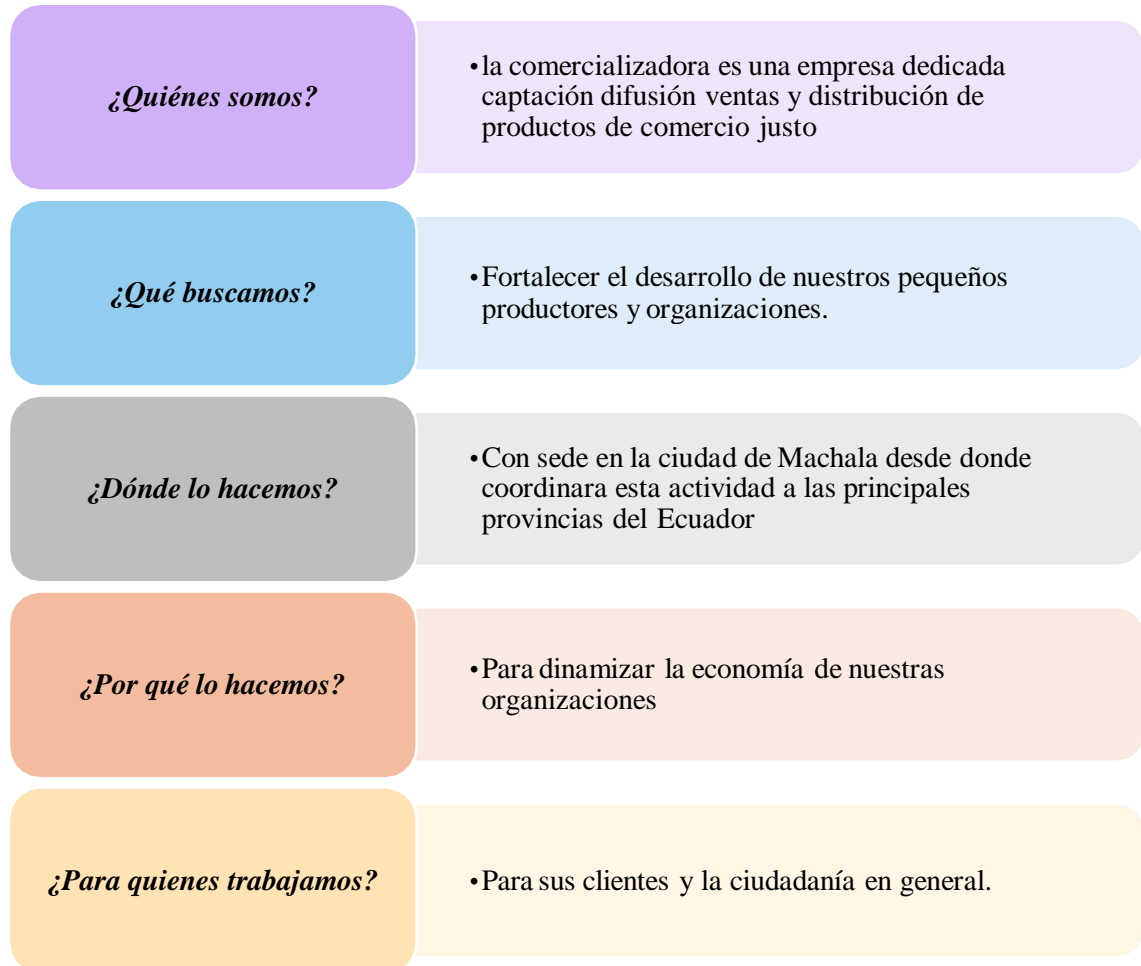 ¿Quiénes somos?
•la comercializadora es una empresa dedicada
captación difusión ventas y distribución de
productos de comercio justo
¿Qué buscamos?
•Fortalecer el desarrollo de nuestros pequeños
productores y organizaciones.
¿Dónde lo hacemos?
•Con sede en la ciudad de Machala desde donde
coordinara esta actividad a las principales
provincias del Ecuador
¿Por qué lo hacemos?
•Para dinamizar la economía de nuestras
organizaciones
¿Para quienes trabajamos?
•Para sus clientes y la ciudadanía en general.